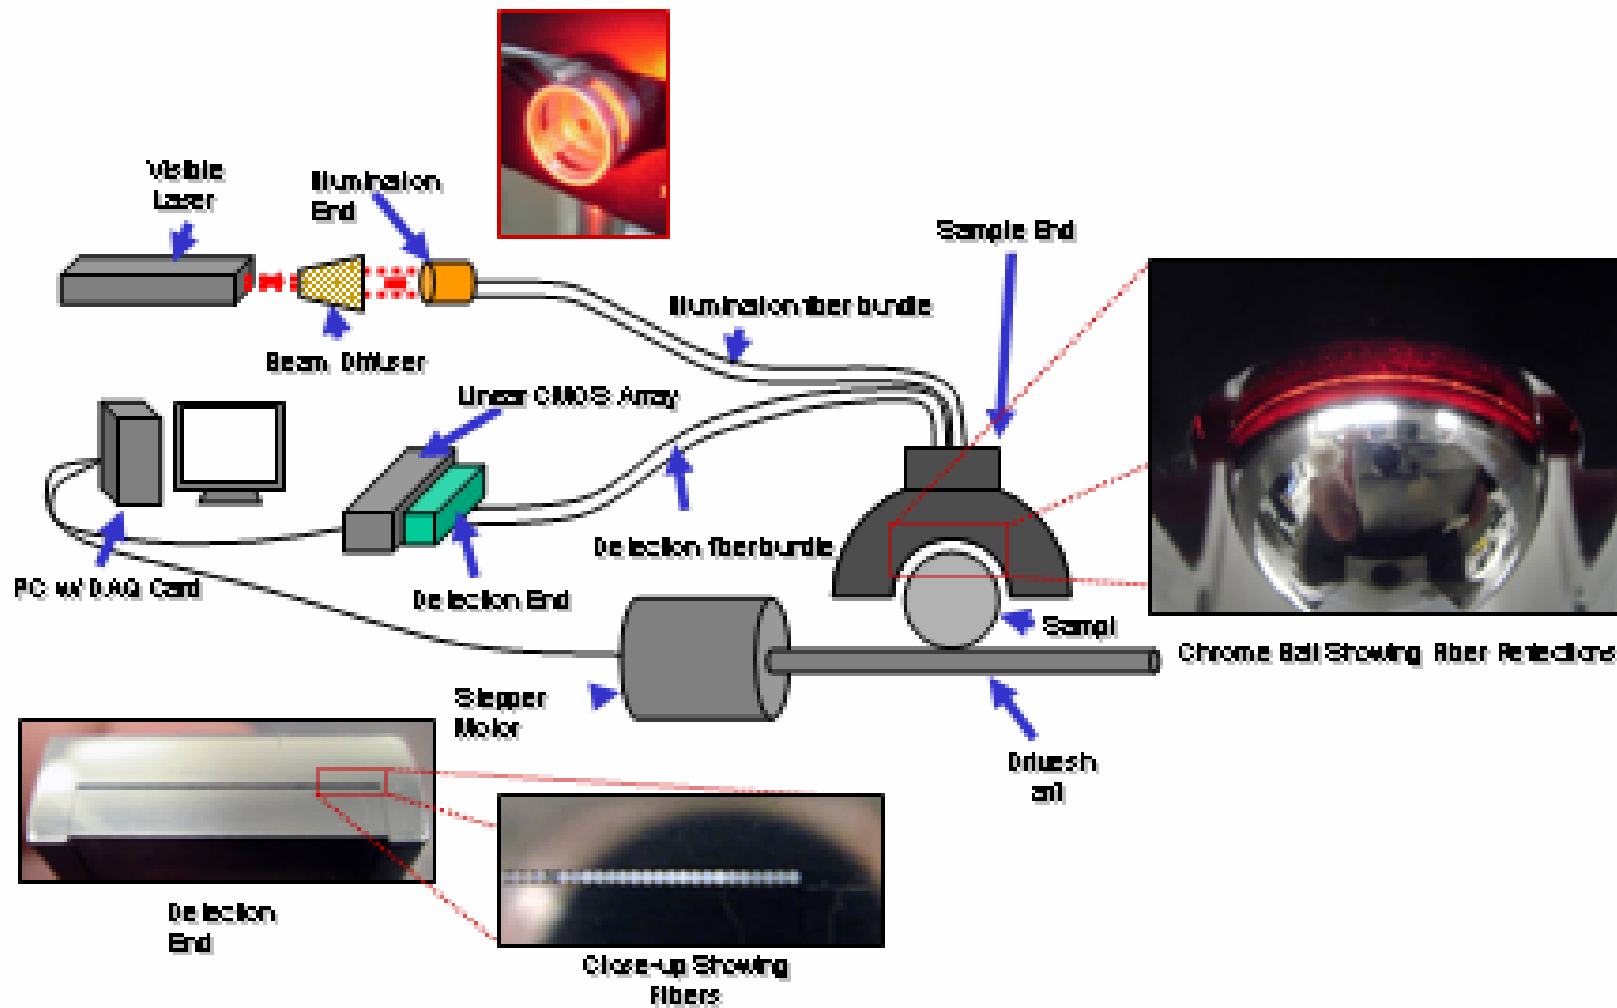 Visible
Laser
Illumination
End
Sample End
Illumination fiber bundle
Beam Diffuser
Linear CMOS Array
Detection fiber bundle
PC w/DAQ Card
Detection End
Sampl
Chrome Ball Showing Fiber Reflections
Stepper
Motor
Drivesh
aft
Detection
End
Close-up Showing
Fibers